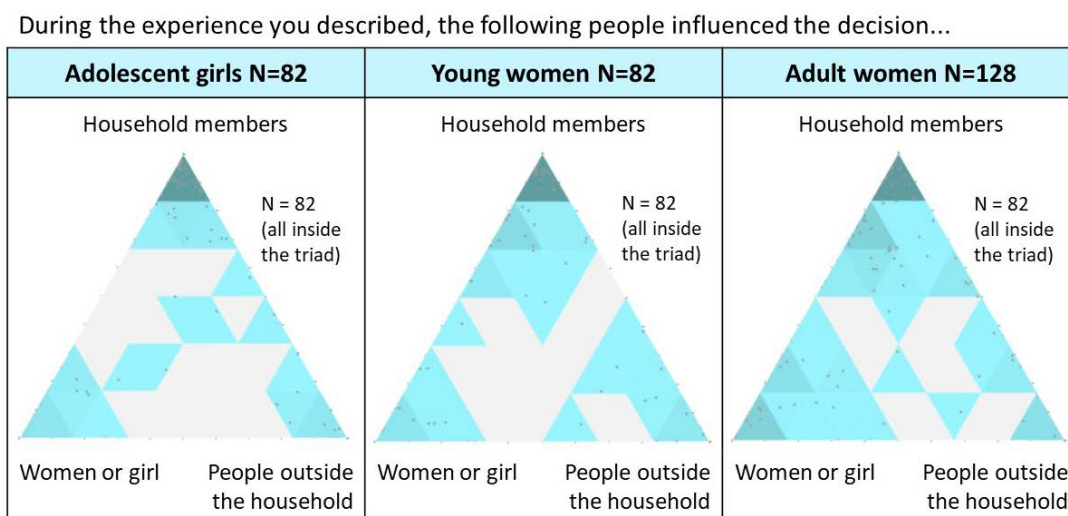 During the experience you described, the following people influenced the decision...
Adolescent girls N=82
Young women N=82
Adult women N=128
Household members
N = 82
(all inside
the triad)
Women or girl
People outside
the household
Household members
N = 82
(all inside
the triad)
Women or girl
People outside
the household
Household members
N = 82
(all inside
the triad)
Women or girl
People outside
the household